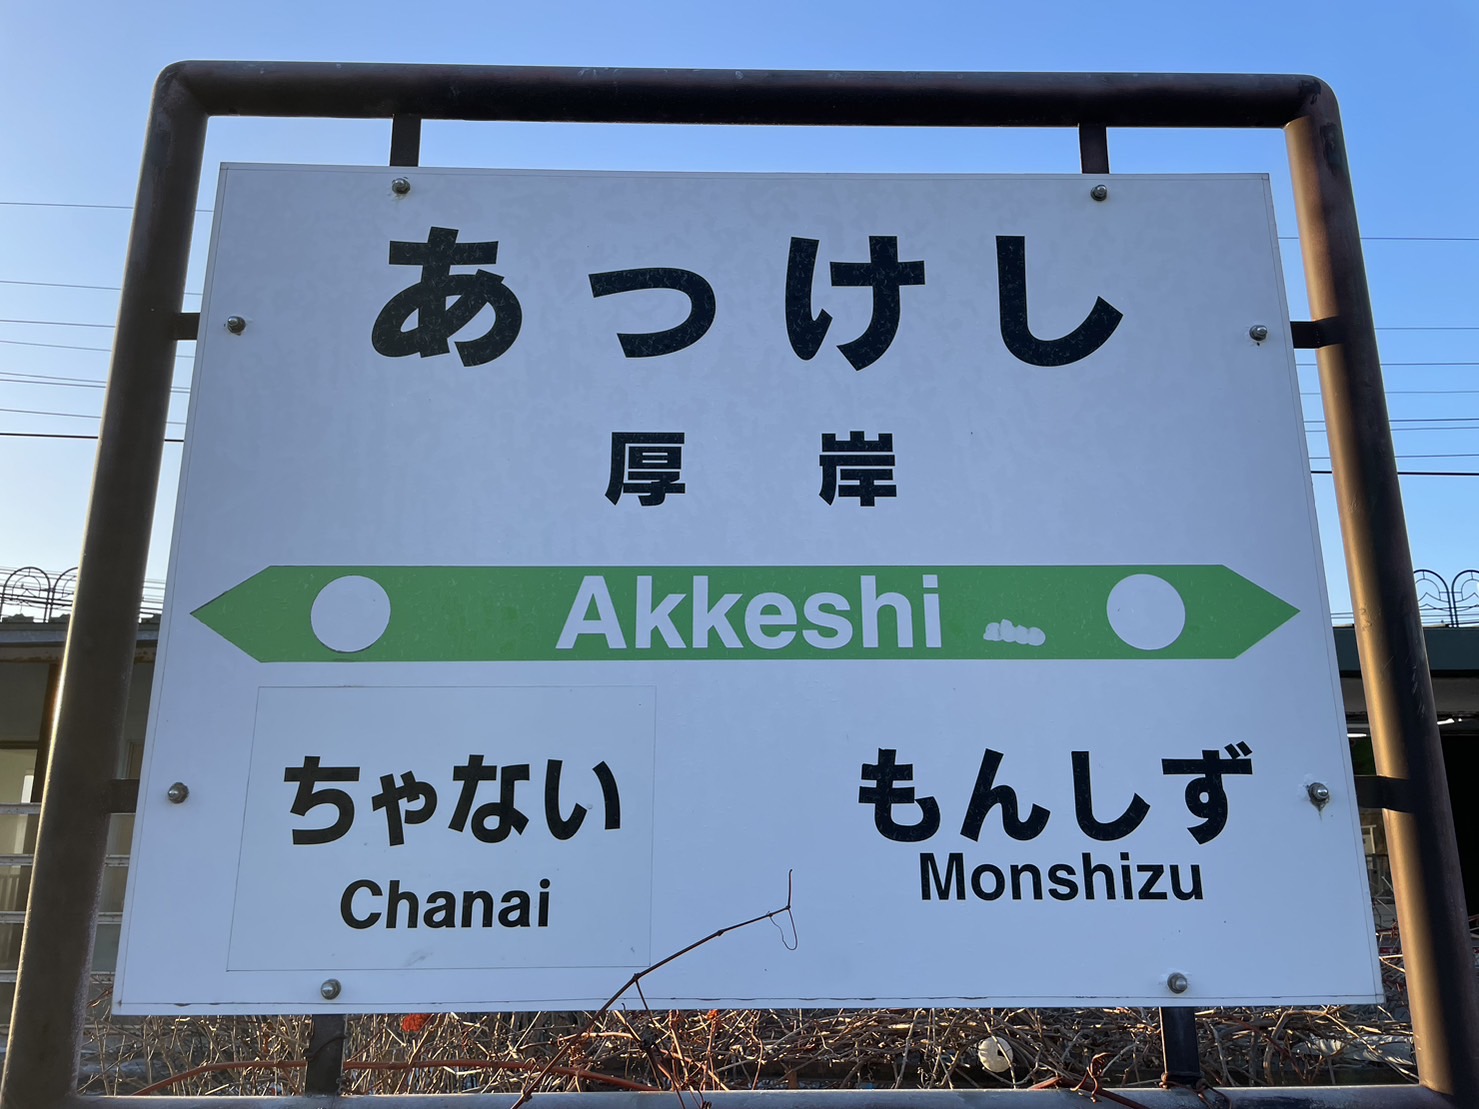 あっけし
厚岸
Akkeshi
ちゃない
Chanai
もんしず
Monshizu